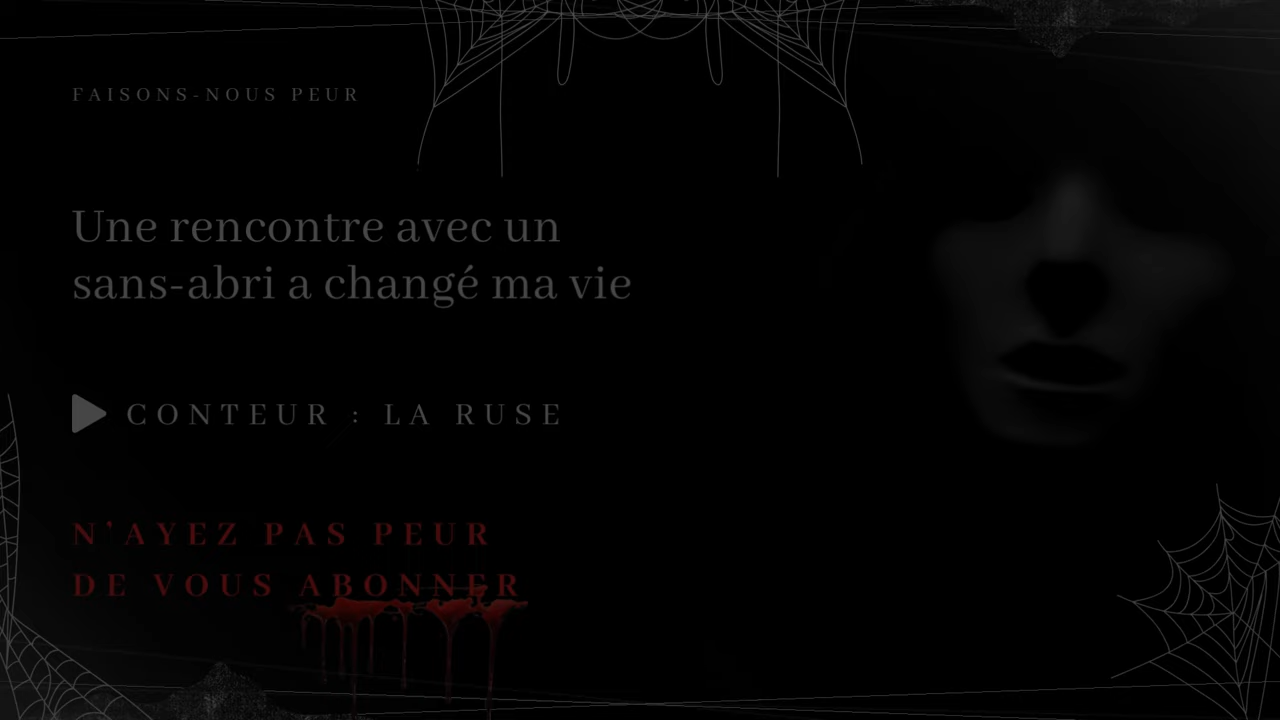 FAISONS-NOUS PEUR
Une rencontre avec un
sans-abri a changé ma vie
CONTEUR : LA RUSE
N'AYEZ PAS PEUR
DE VOUS ABONNER